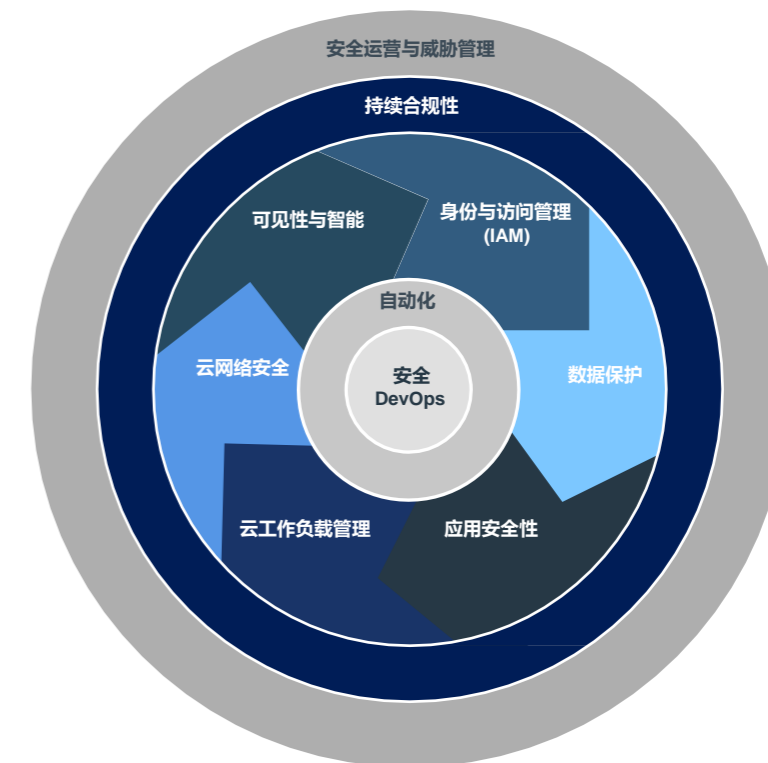 安全运营与威胁管理
持续合规性
可见性与智能
身份与访问管理
(IAM)
自动化
云网络安全
安全
DevOps
数据保护
云工作负载管理
应用安全性